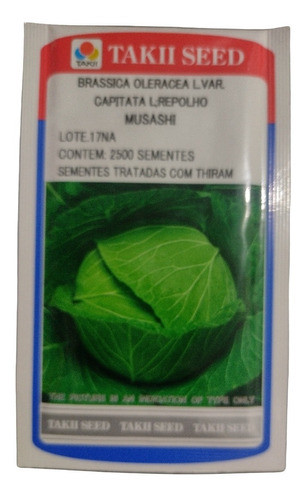 TAKII
TAKII SEED
BRASSICA OLERACEA L.VAR.
CAPITATA L;REPOLHO
MUSASHI
LOTE.17NA
CONTEM: 2500 SEMENTES
SEMENTES TRATADAS COM THIRAM
THE PICTURE IS AN INDICATION OF TYPE ONLY
TAKII SEED TAKII SEED TAKII SEED